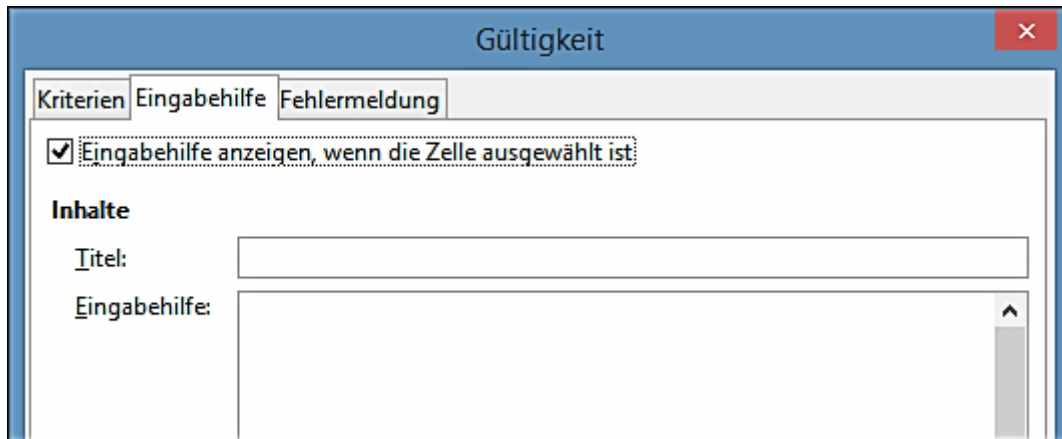 Gültigkeit
Kriterien Eingabehilfe Fehlermeldung
Eingabehilfe anzeigen, wenn die Zelle ausgewählt ist
Inhalte
Titel:
Eingabehilfe: